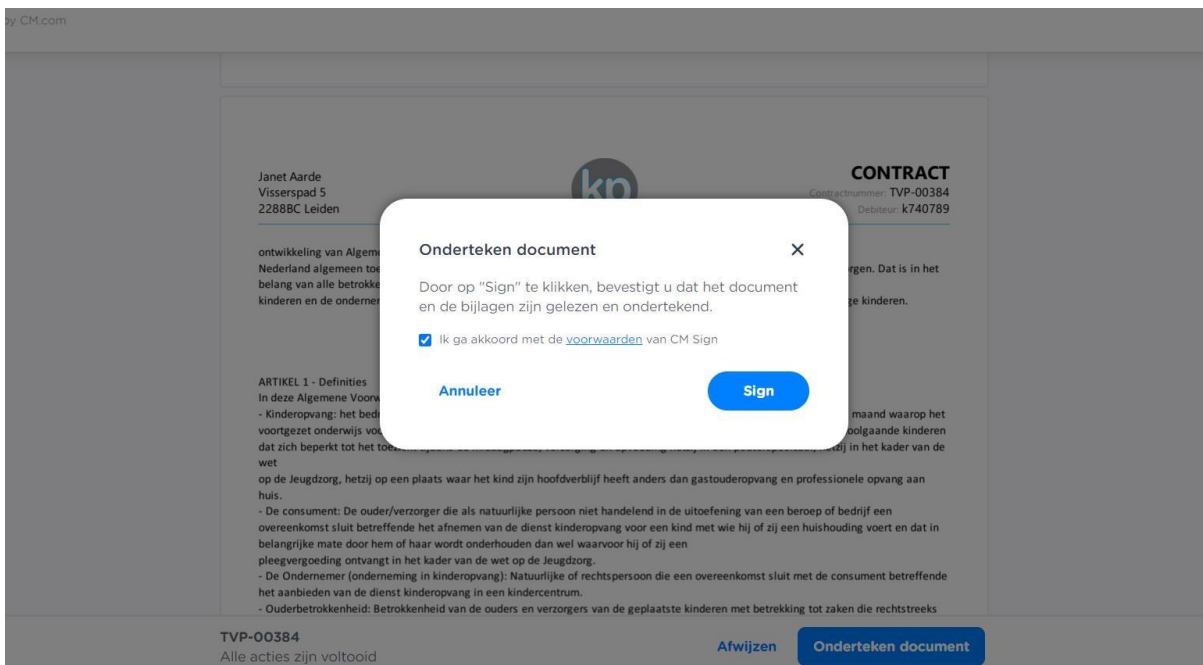 by CM.com
Janet Aarde
Visserspad 5
2288BC Leiden
kp
CONTRACT
Contractnummer: TVP-00384
Debiteur: k740789
ontwikkeling van Algem
Nederland algemeen toe
rgen. Dat is in het
belang van alle betrokke
kinderen en de onderne
ge kinderen.
Onderteken document
Door op "Sign" te klikken, bevestigt u dat het document
en de bijlagen zijn gelezen en ondertekend.
Ik ga akkoord met de voorwaarden van CM Sign
Annuleer
Sign
ARTIKEL 1 - Definities
In deze Algemene Voorw
- Kinderopvang: het bedr
maand waarop het
voortgezet onderwijs voo
oolgaande kinderen
dat zich beperkt tot het
in het kader van de
wet
op de Jeugdzorg, hetzij op een plaats waar het kind zijn hoofdverblijf heeft anders dan gastouderopvang en professionele opvang aan
huis.
- De consument: De ouder/verzorger die als natuurlijke persoon niet handelend in de uitoefening van een beroep of bedrijf een
overeenkomst sluit betreffende het afnemen van de dienst kinderopvang voor een kind met wie hij of zij een huishouding voert en dat in
belangrijke mate door hem of haar wordt onderhouden dan wel waarvoor hij of zij een
pleegvergoeding ontvangt in het kader van de wet op de Jeugdzorg.
- De Ondernemer (onderneming in kinderopvang): Natuurlijke of rechtspersoon die een overeenkomst sluit met de consument betreffende
het aanbieden van de dienst kinderopvang in een kindercentrum.
- Ouderbetrokkenheid: Betrokkenheid van de ouders en verzorgers van de geplaatste kinderen met betrekking tot zaken die rechtstreeks
TVP-00384
Alle acties zijn voltooid
Afwijzen
Onderteken document